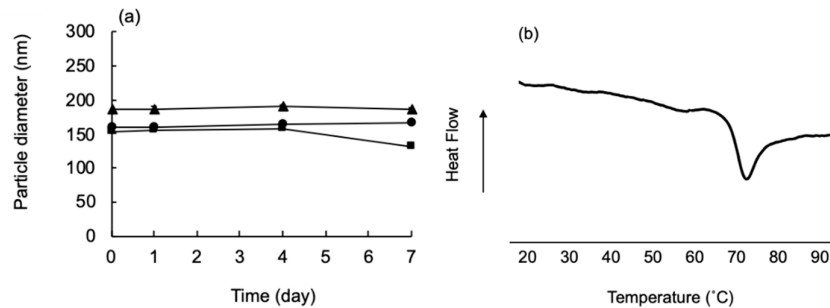 (a)
300
250
200
150
100
50
0
Particle diameter (nm)
0 1 2 3 4 5 6 7
Time (day)
(b)
Heat Flow
20 30 40 50 60 70 80 90
Temperature (˚C)